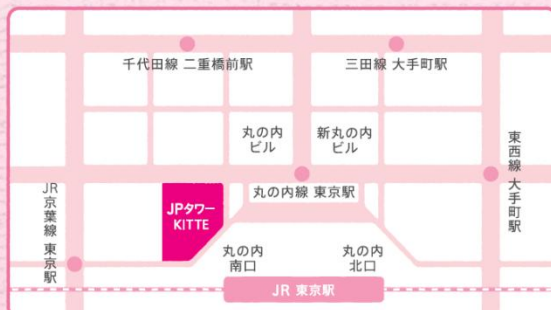 千代田線 二重橋前駅
三田線 大手町駅
丸の内
ビル
新丸の内
ビル
東西線 大手町駅
丸の内線 東京駅
JPタワー
KITTE
JR京葉線 東京駅
丸の内
南口
丸の内
北口
JR 東京駅